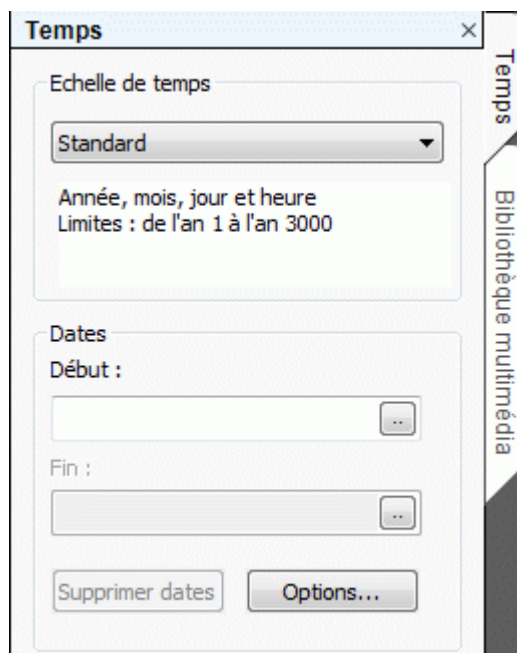 Temps
Echelle de temps
Standard
Année, mois, jour et heure
Limites : de l'an 1 à l'an 3000
Dates
Début :
..
Fin :
..
Supprimer dates
Options...
Temps
Bibliothèque multimédia